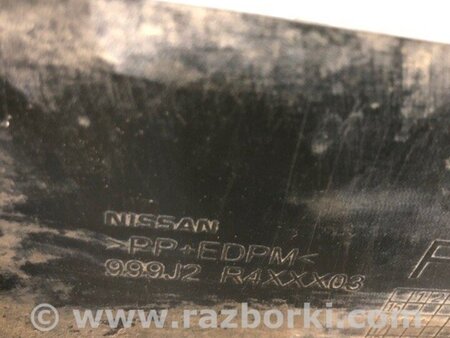 NISSAN
>PP+EDPM<
999J2 R4XXX03
F
www.razborki.com